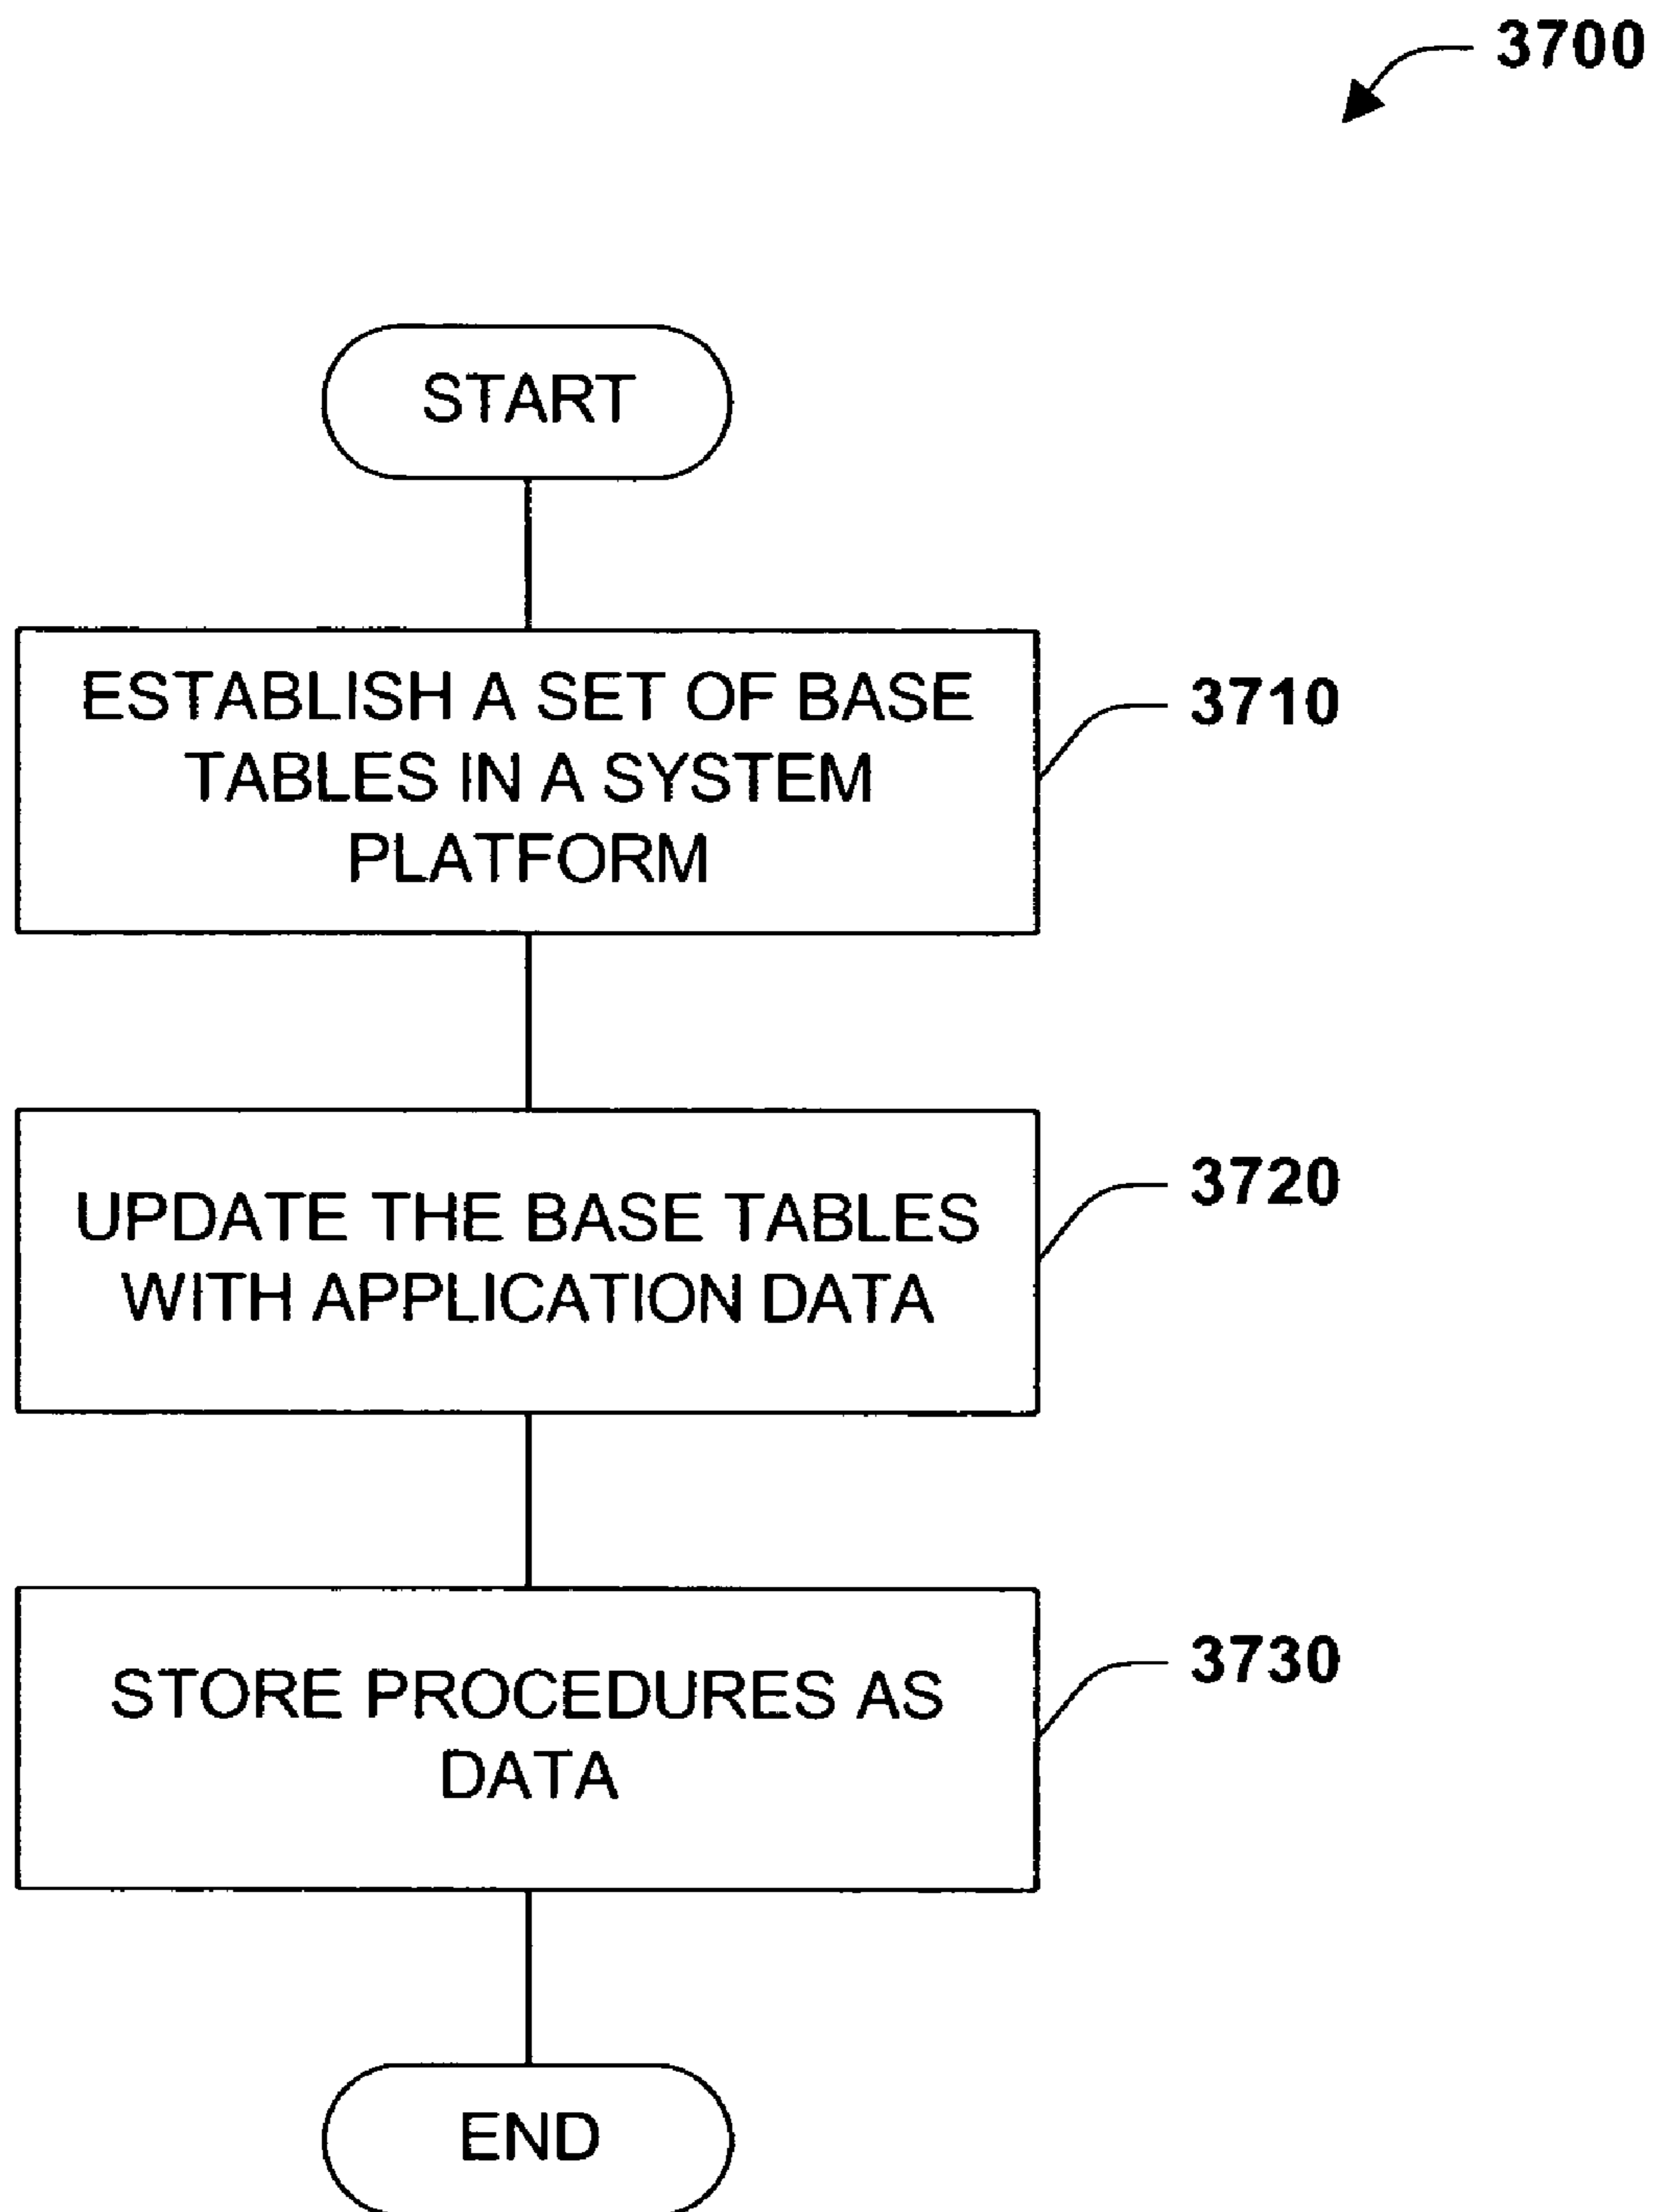 3700
START
ESTABLISH A SET OF BASE
TABLES IN A SYSTEM
PLATFORM
3710
UPDATE THE BASE TABLES
WITH APPLICATION DATA
3720
STORE PROCEDURES AS
DATA
3730
END